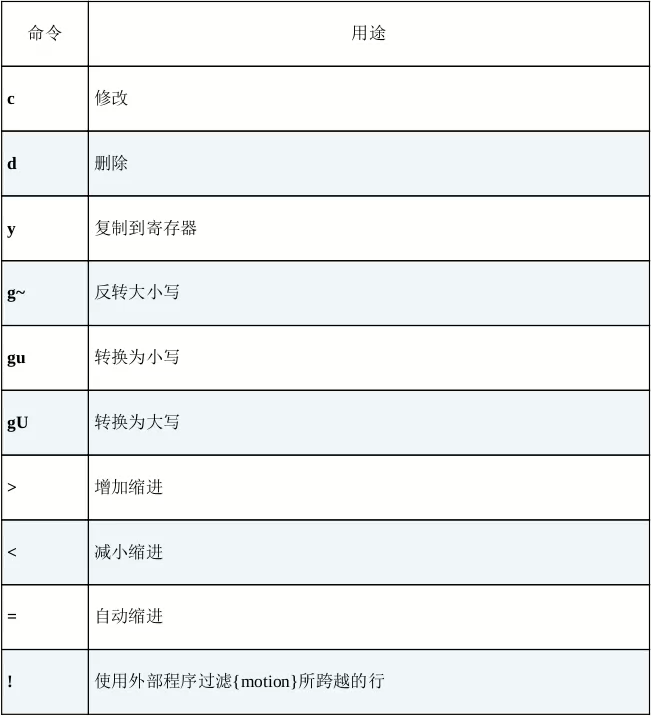 命令 用途
c 修改
d 删除
y 复制到寄存器
g~ 反转大小写
gu 转换为小写
gU 转换为大写
> 增加缩进
< 减小缩进
= 自动缩进
! 使用外部程序过滤{motion}所跨越的行